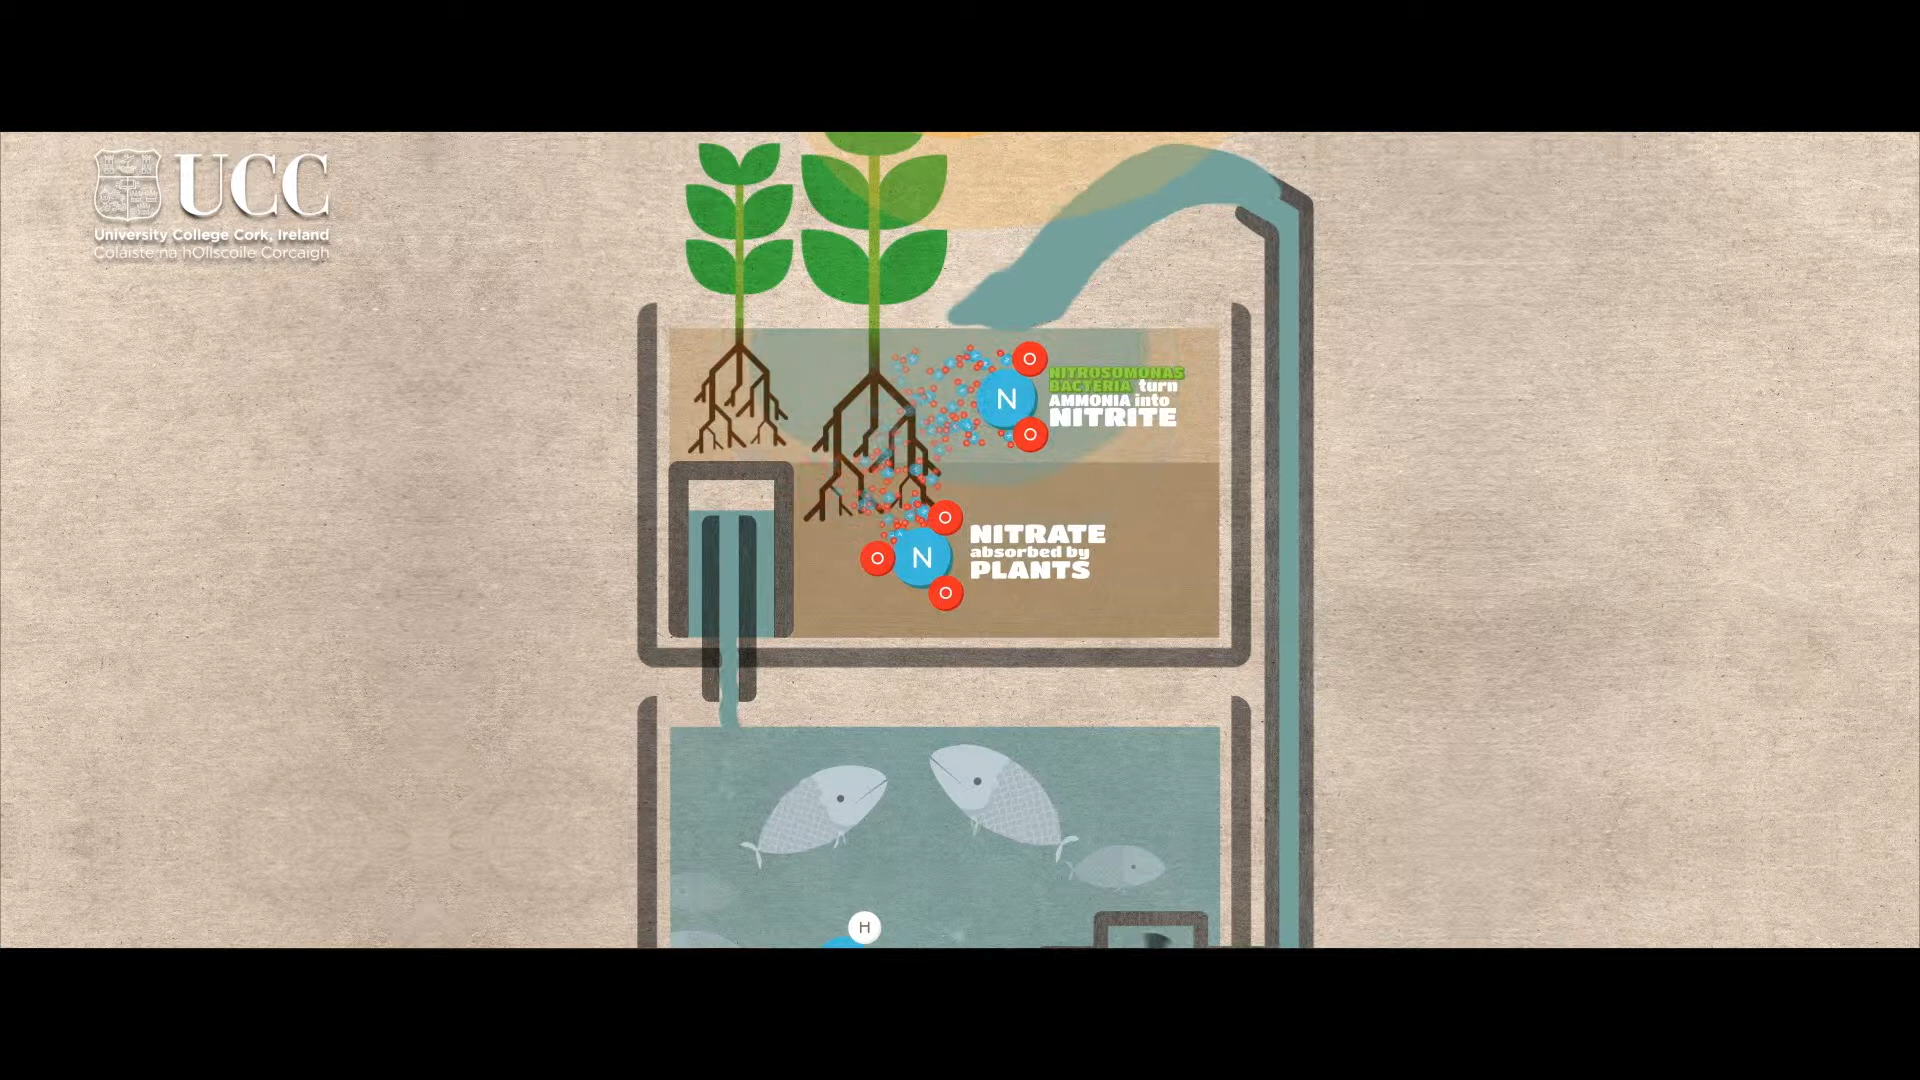 UCC
University College Cork, Ireland
Coláiste na hOllscoile Corcaigh
O
N
O
NITROSOMONAS
BACTERIA turn
AMMONIA into
NITRITE
O
O
N
O
NITRATE
absorbed by
PLANTS
H